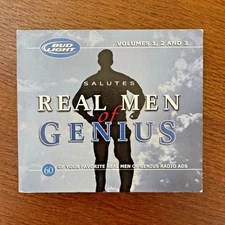 BUD
LIGHT
VOLUMES 1, 2 AND 3
SALUTES
REAL MEN
of
GENIUS
60 OF YOUR FAVORITE REAL MEN OF GENIUS RADIO ADS